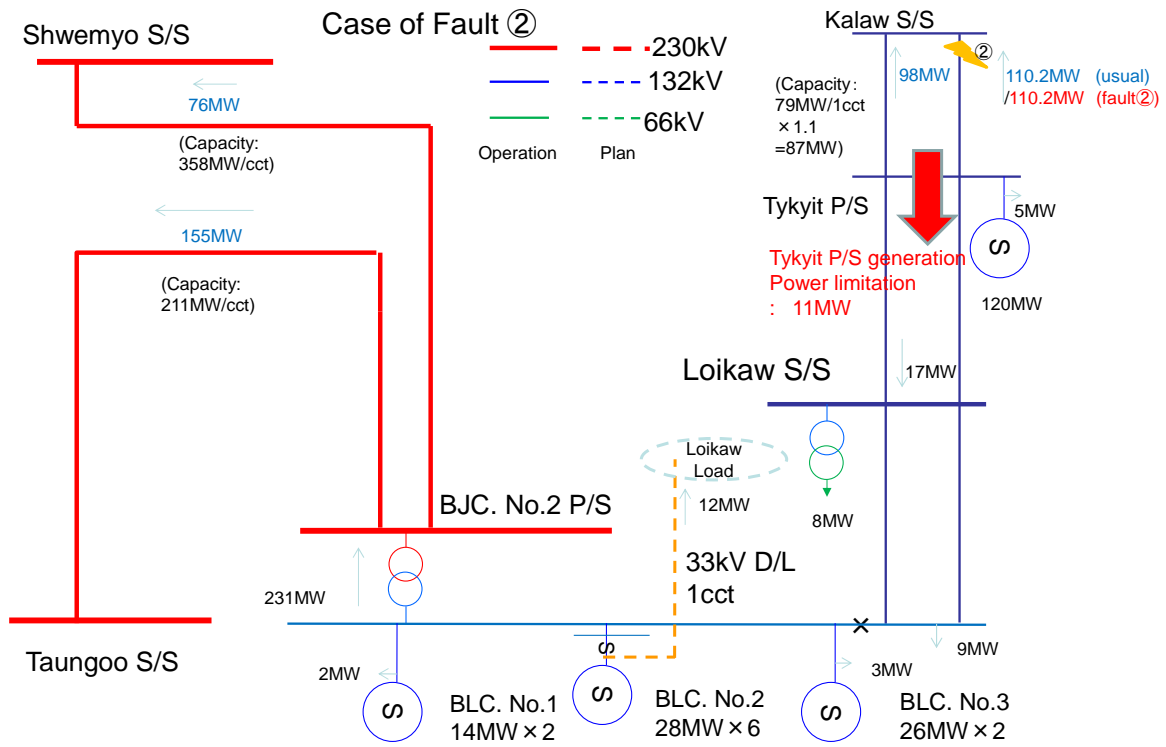 Case of Fault ②
230kV
132kV
66kV
Operation
Plan
Shwemyo S/S
76MW
(Capacity:
358MW/cct)
155MW
(Capacity:
211MW/cct)
Kalaw S/S
②
98MW
110.2MW (usual)
/110.2MW (fault②)
(Capacity:
79MW/1cct
×1.1
=87MW)
Tykyit P/S
5MW
S
120MW
Tykyit P/S generation
Power limitation
: 11MW
17MW
Loikaw S/S
Loikaw
Load
12MW
8MW
BJC. No.2 P/S
33kV D/L
1cct
231MW
Taungoo S/S
×
9MW
2MW
S
3MW
S
S
S
BLC. No.1
14MW×2
BLC. No.2
28MW×6
BLC. No.3
26MW×2